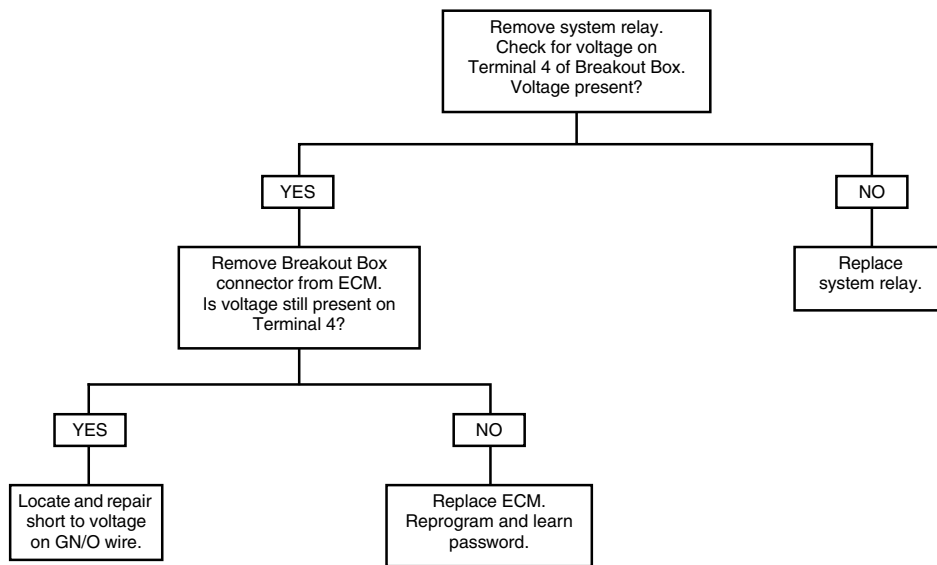 Remove system relay.
Check for voltage on
Terminal 4 of Breakout Box.
Voltage present?
YES
NO
Remove Breakout Box
connector from ECM.
Is voltage still present on
Terminal 4?
Replace
system relay.
YES
NO
Locate and repair
short to voltage
on GN/O wire.
Replace ECM.
Reprogram and learn
password.